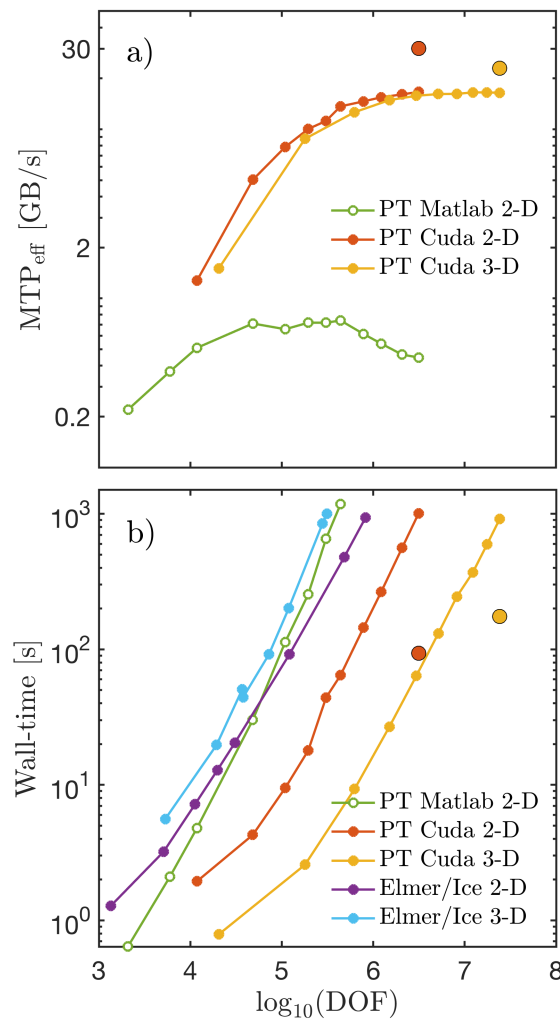 a)
30
2
0.2
MTP_eff [GB/s]
PT Matlab 2-D
PT Cuda 2-D
PT Cuda 3-D
b)
10^3
10^2
10^1
10^0
Wall-time [s]
PT Matlab 2-D
PT Cuda 2-D
PT Cuda 3-D
Elmer/Ice 2-D
Elmer/Ice 3-D
3 4 5 6 7 8
log_10(DOF)